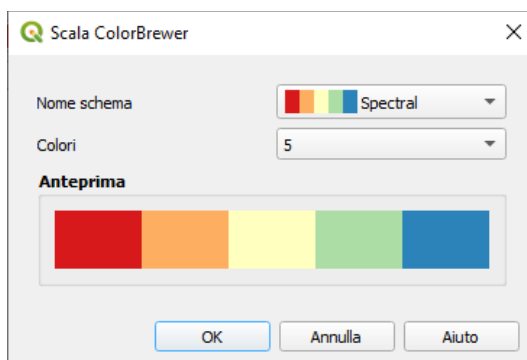 Scala ColorBrewer
Nome schema
Spectral
Colori
5
Anteprima
OK Annulla Aiuto